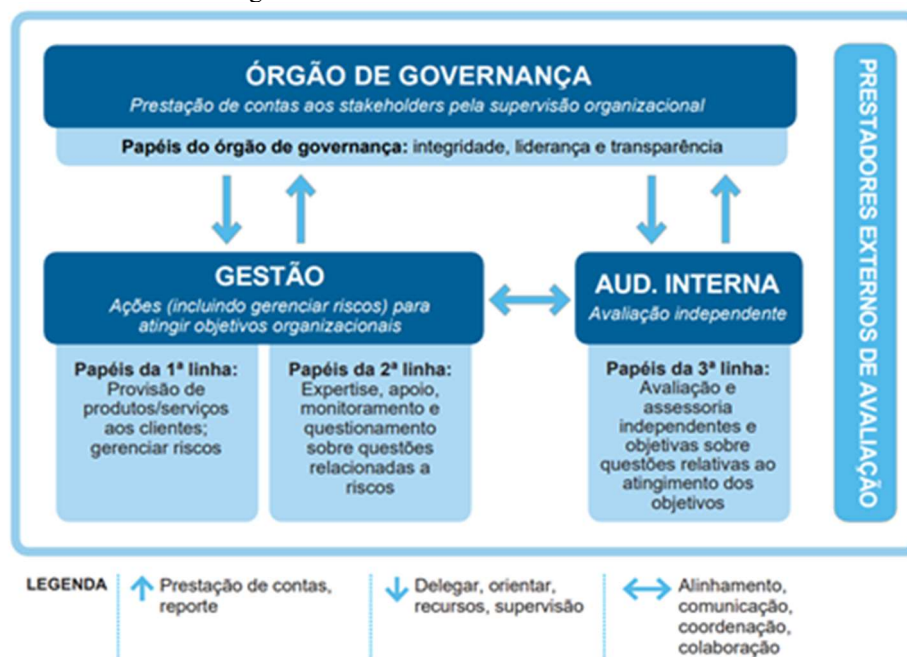 ÓRGÃO DE GOVERNANÇA
Prestação de contas aos stakeholders pela supervisão organizacional
Papéis do órgão de governança: integridade, liderança e transparência
GESTÃO
Ações (incluindo gerenciar riscos) para
atingir objetivos organizacionais
Papéis da 1ª linha:
Provisão de
produtos/serviços
aos clientes;
gerenciar riscos
Papéis da 2ª linha:
Expertise, apoio,
monitoramento e
questionamento
sobre questões
relacionadas a
riscos
AUD. INTERNA
Avaliação independente
Papéis da 3ª linha:
Avaliação e
assessoria
independentes e
objetivas sobre
questões relativas ao
atingimento dos
objetivos
PRESTADORES EXTERNOS DE AVALIAÇÃO
LEGENDA
Prestação de contas,
reporte
Delegar, orientar,
recursos, supervisão
Alinhamento,
comunicação,
coordenação,
colaboração